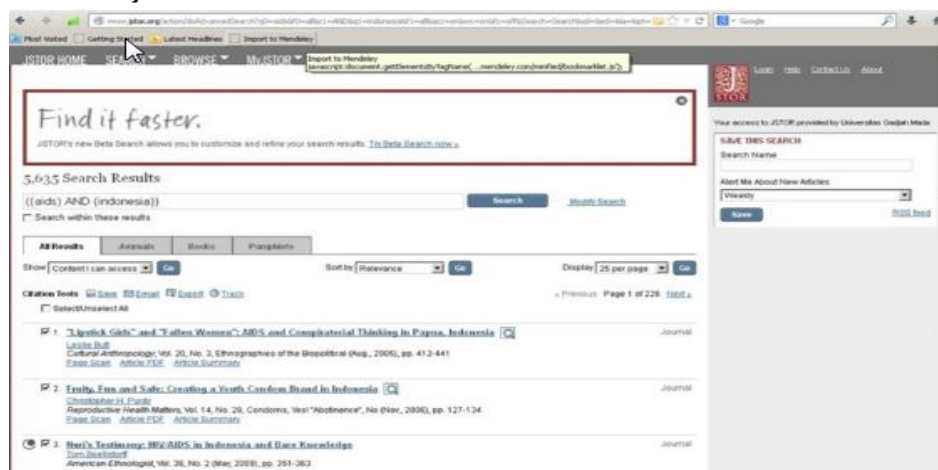 www.jstor.org
Google
Most Visited Getting Started Latest Headlines Import to Mendeley
JSTOR HOME SEARCH BROWSE MyJSTOR
Import to Mendeley
javascript:document.getElementsByTagName(
Login Help Contact Us About
JSTOR
Find it faster.
JSTOR's new Beta Search allows you to customize and refine your search results. Try Beta Search now »
Your access to JSTOR provided by Universitas Gadjah Mada
SAVE THIS SEARCH
Search Name
Alert Me About New Articles
Weekly
Save RSS feed
5,635 Search Results
((aids) AND (indonesia)) Search Modify Search
Search within these results
All Results Journals Books Pamphlets
Show Content I can access Go Sort by Relevance Go Display 25 per page Go
Citation Tools Save Email Export Track « Previous Page 1 of 226 Next »
Select/Unselect All
1. "Lipstick Girls" and "Fallen Women": AIDS and Conspiratorial Thinking in Papua, Indonesia Journal
Leslie Butt
Cultural Anthropology, Vol. 20, No. 3, Ethnographies of the Biopolitical (Aug., 2005), pp. 412-441
Page Scan Article PDF Article Summary
2. Fruity, Fun and Safe: Creating a Youth Condom Brand in Indonesia Journal
Christopher H. Purdy
Reproductive Health Matters, Vol. 14, No. 28, Condoms, Yes! "Abstinence", No (Nov., 2006), pp. 127-134
Page Scan Article PDF Article Summary
3. Nuri's Testimony: HIV/AIDS in Indonesia and Bare Knowledge Journal
Tom Boellstorff
American Ethnologist, Vol. 36, No. 2 (May, 2009), pp. 351-363